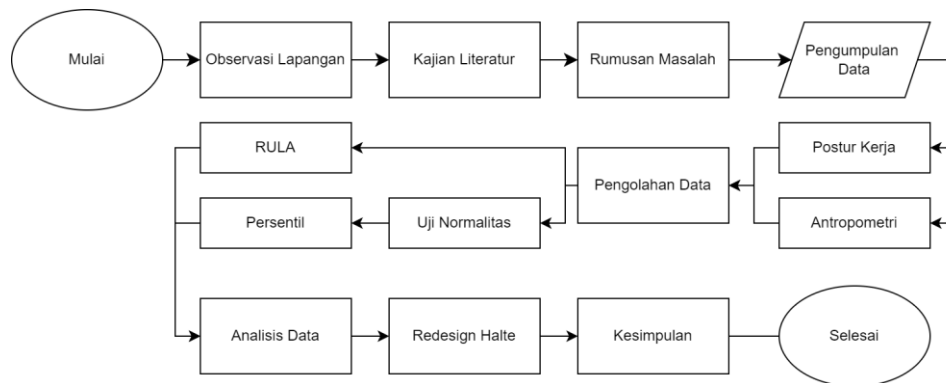 Mulai
Observasi Lapangan
Kajian Literatur
Rumusan Masalah
Pengumpulan
Data
Postur Kerja
Antropometri
Pengolahan Data
RULA
Uji Normalitas
Persentil
Analisis Data
Redesign Halte
Kesimpulan
Selesai